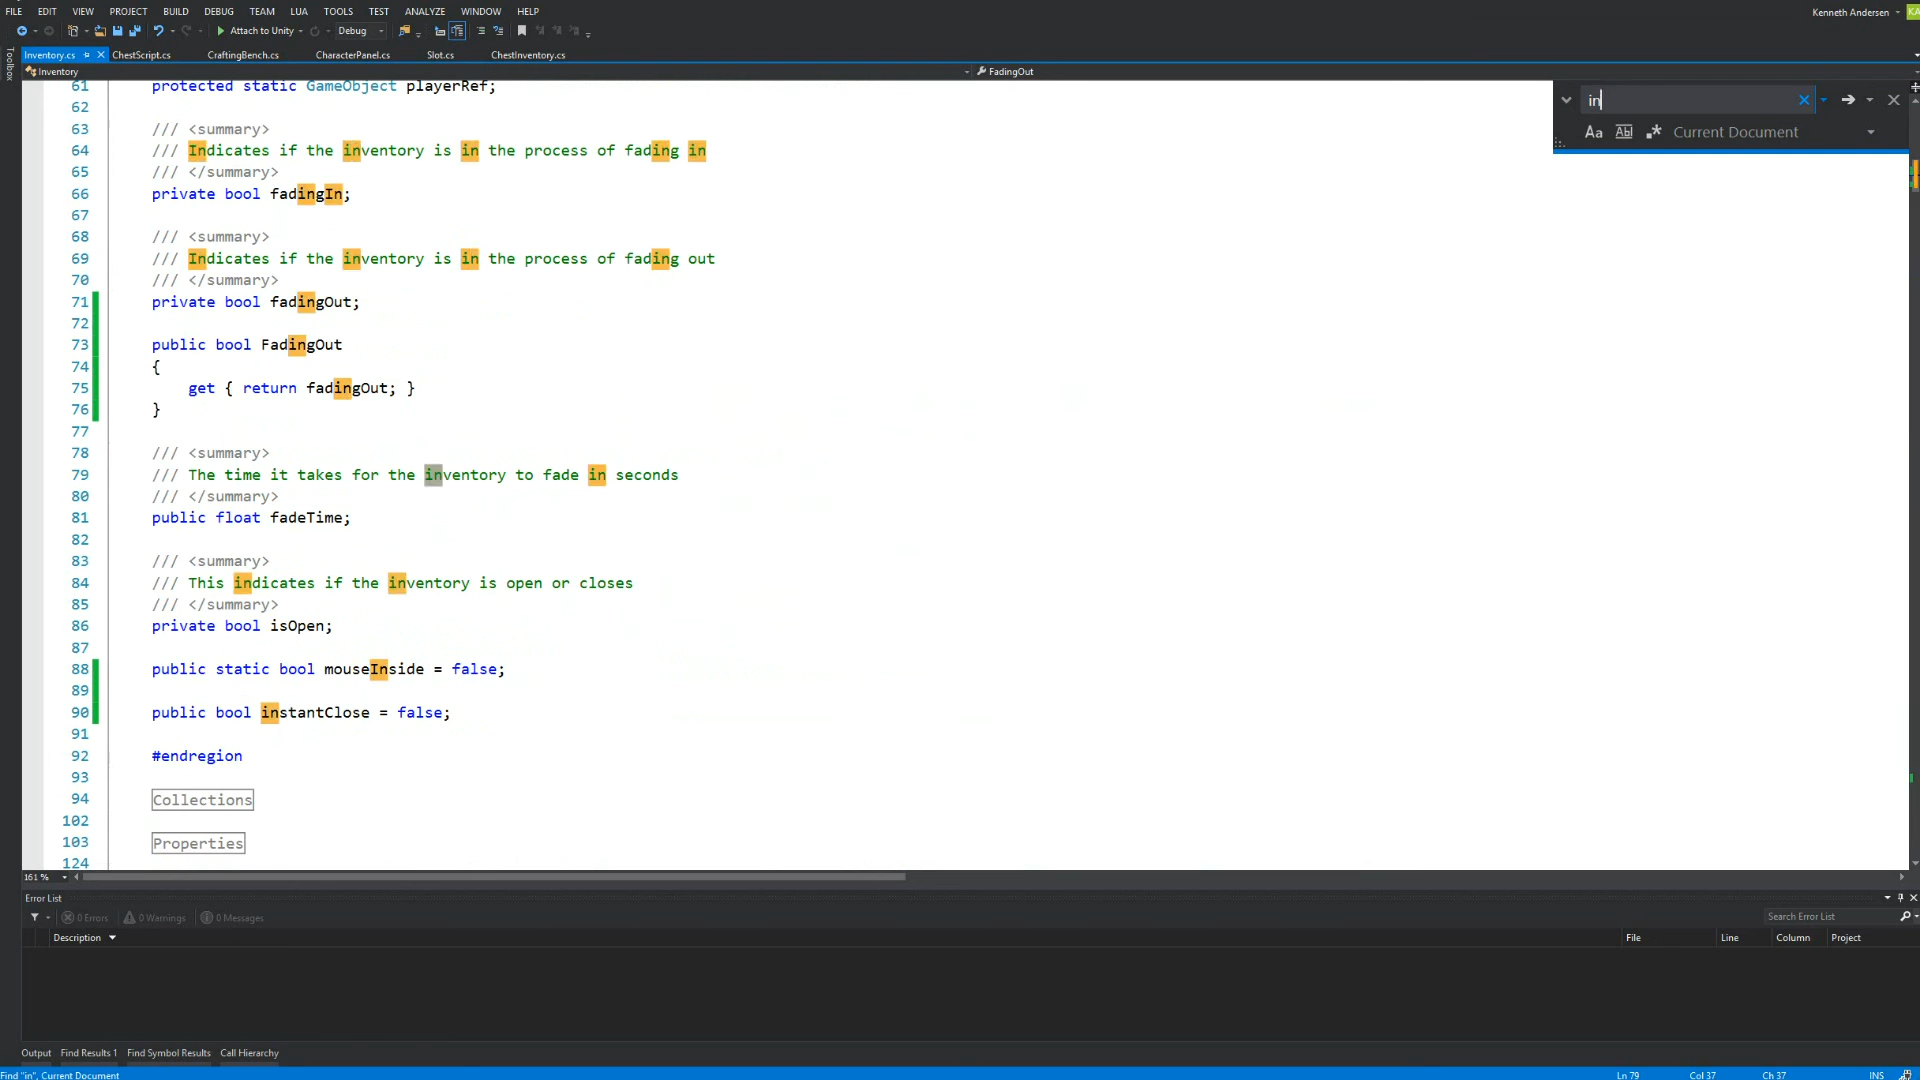 FILE EDIT VIEW PROJECT BUILD DEBUG TEAM LUA TOOLS TEST ANALYZE WINDOW HELP Kenneth Andersen KA
Attach to Unity Debug
Toolbox
Inventory.cs ChestScript.cs CraftingBench.cs CharacterPanel.cs Slot.cs ChestInventory.cs
Inventory FadingOut
in
Aa Abl Current Document
61 protected static GameObject playerRef;
62
63 /// <summary>
64 /// Indicates if the inventory is in the process of fading in
65 /// </summary>
66 private bool fadingIn;
67
68 /// <summary>
69 /// Indicates if the inventory is in the process of fading out
70 /// </summary>
71 private bool fadingOut;
72
73 public bool FadingOut
74 {
75 get { return fadingOut; }
76 }
77
78 /// <summary>
79 /// The time it takes for the inventory to fade in seconds
80 /// </summary>
81 public float fadeTime;
82
83 /// <summary>
84 /// This indicates if the inventory is open or closes
85 /// </summary>
86 private bool isOpen;
87
88 public static bool mouseInside = false;
89
90 public bool instantClose = false;
91
92 #endregion
93
94 Collections
102
103 Properties
124
161 %
Error List
0 Errors 0 Warnings 0 Messages Search Error List
Description File Line Column Project
Output Find Results 1 Find Symbol Results Call Hierarchy
Find "in", Current Document Ln 79 Col 37 Ch 37 INS